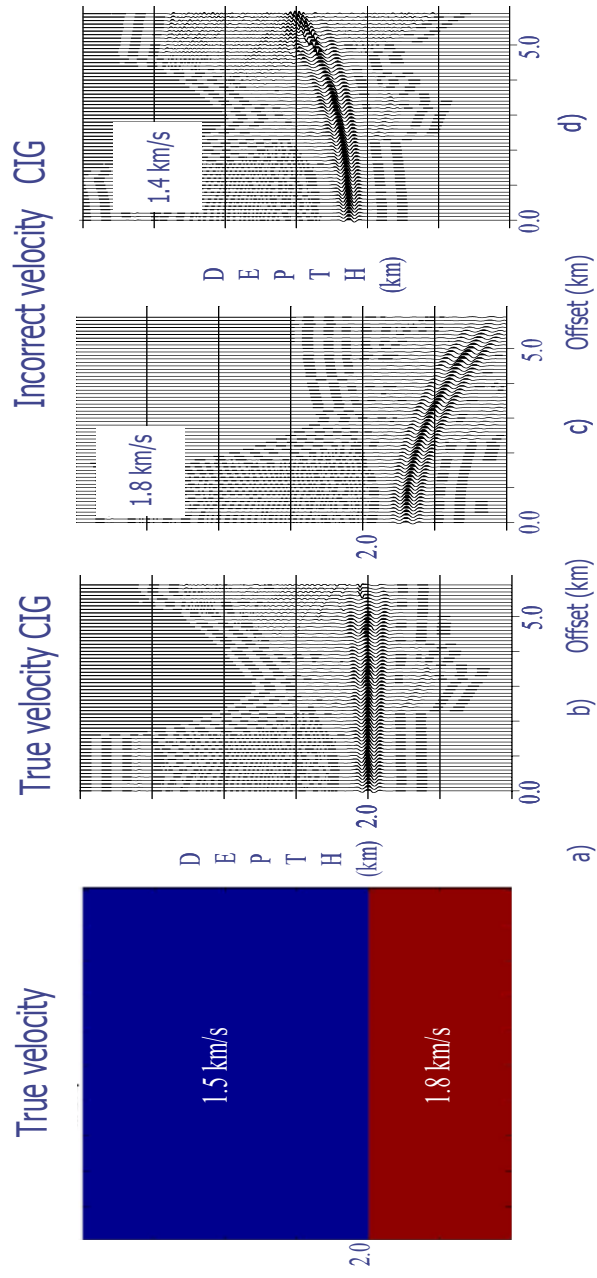 True velocity
True velocity CIG
Incorrect velocity CIG
1.5 km/s
1.8 km/s
2.0
D
E
P
T
H
(km)
2.0
0.0
5.0
1.8 km/s
2.0
0.0
5.0
D
E
P
T
H
(km)
1.4 km/s
0.0
5.0
Offset (km)
Offset (km)
a)
b)
c)
d)